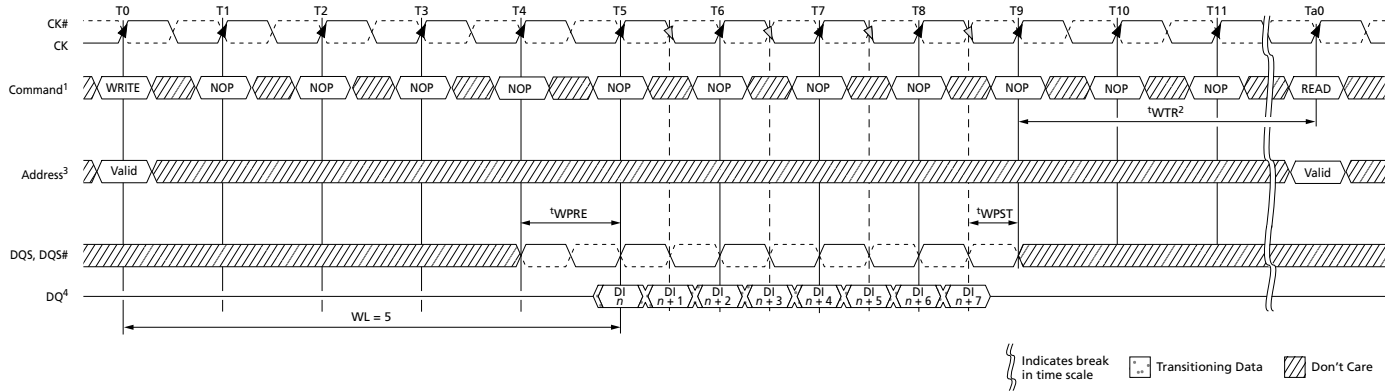 T0 T1 T2 T3 T4 T5 T6 T7 T8 T9 T10 T11 Ta0
CK#
CK
Command¹ WRITE NOP NOP NOP NOP NOP NOP NOP NOP NOP NOP NOP READ
tWTR²
Address³ Valid Valid
tWPRE tWPST
DQS, DQS#
DQ⁴ DI n DI n + 1 DI n + 2 DI n + 3 DI n + 4 DI n + 5 DI n + 6 DI n + 7
WL = 5
Indicates break
in time scale
Transitioning Data
Don't Care